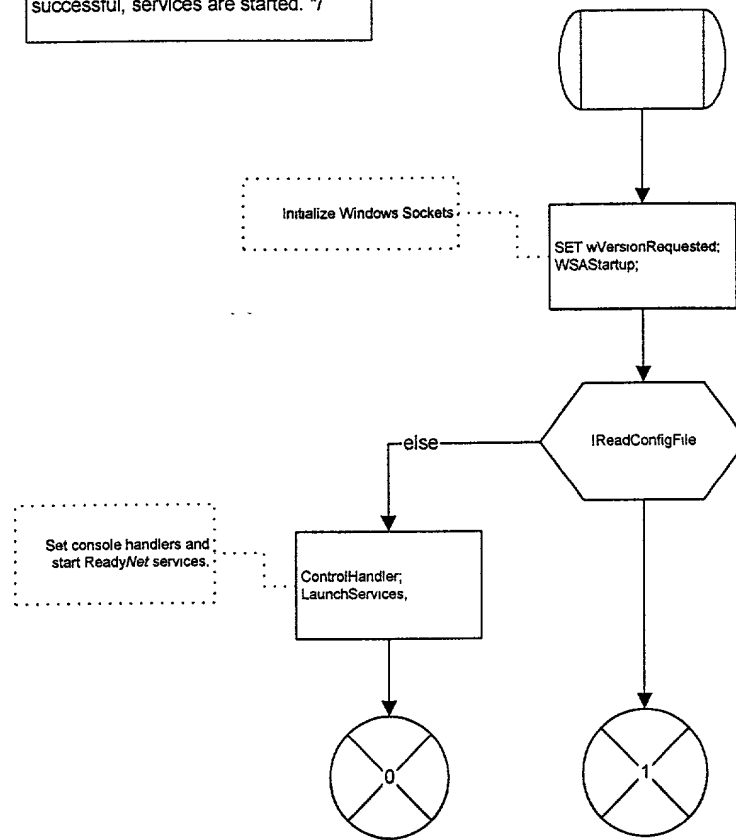 successful, services are started. */
Initialize Windows Sockets
SET wVersionRequested;
WSAStartup;
!ReadConfigFile
else
Set console handlers and
start ReadyNet services.
ControlHandler;
LaunchServices,
0
1